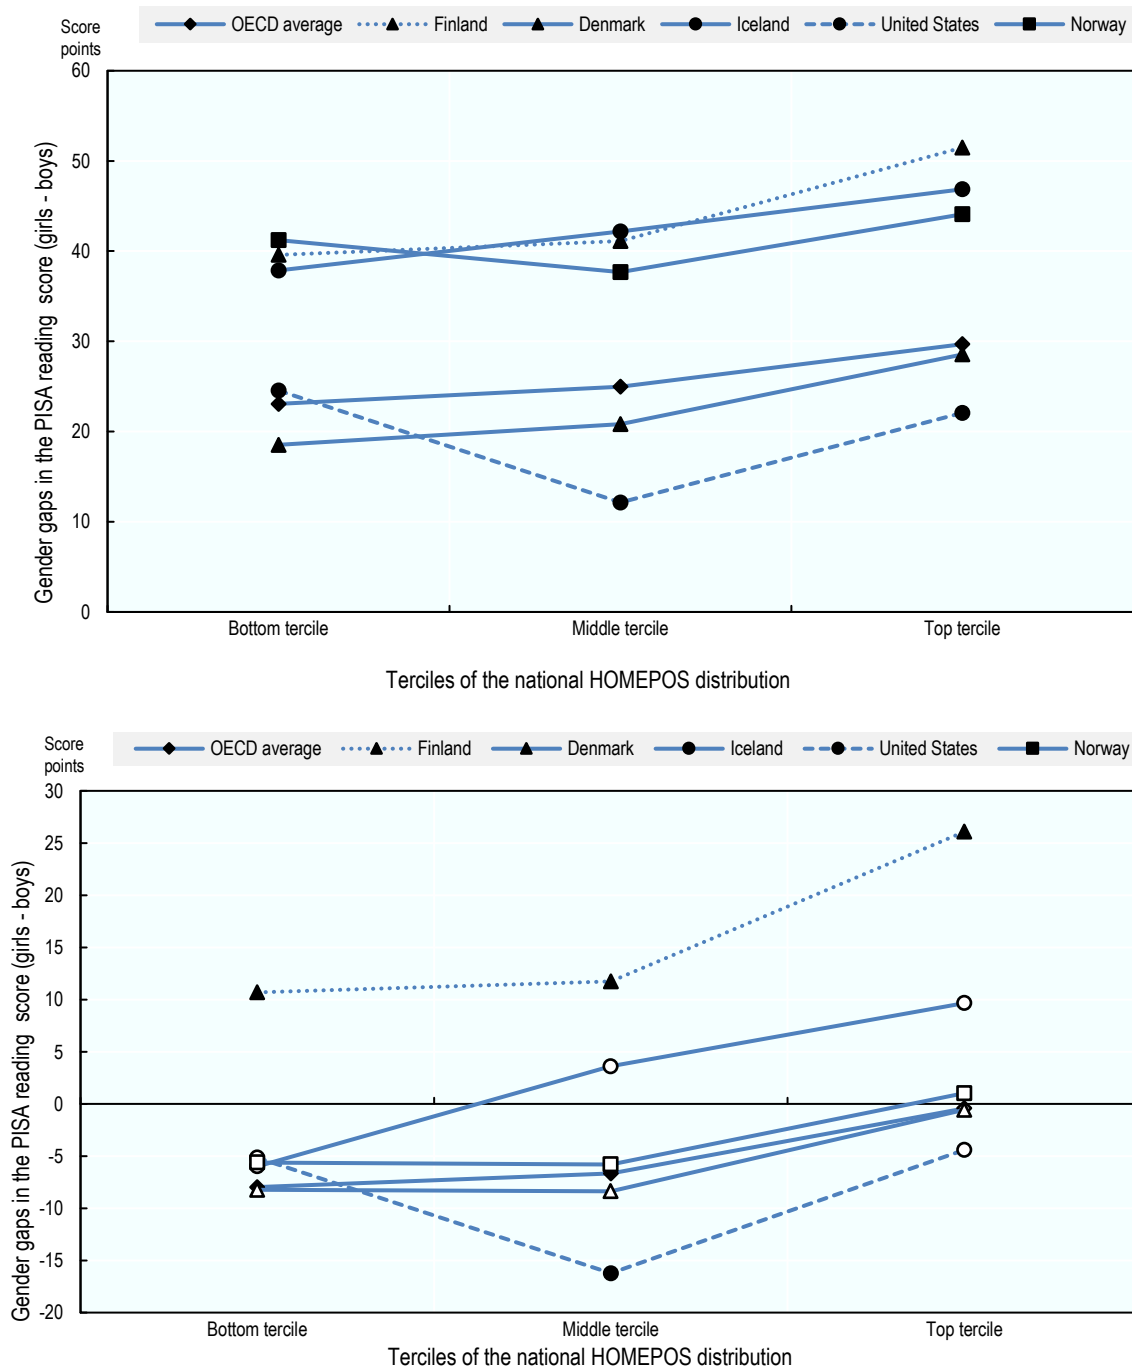 Score points
OECD average Finland Denmark Iceland United States Norway
60
50
40
30
20
10
0
Gender gaps in the PISA reading score (girls - boys)
Bottom tercile Middle tercile Top tercile
Terciles of the national HOMEPOS distribution
Score points
OECD average Finland Denmark Iceland United States Norway
30
25
20
15
10
5
0
-5
-10
-15
-20
Gender gaps in the PISA reading score (girls - boys)
Bottom tercile Middle tercile Top tercile
Terciles of the national HOMEPOS distribution